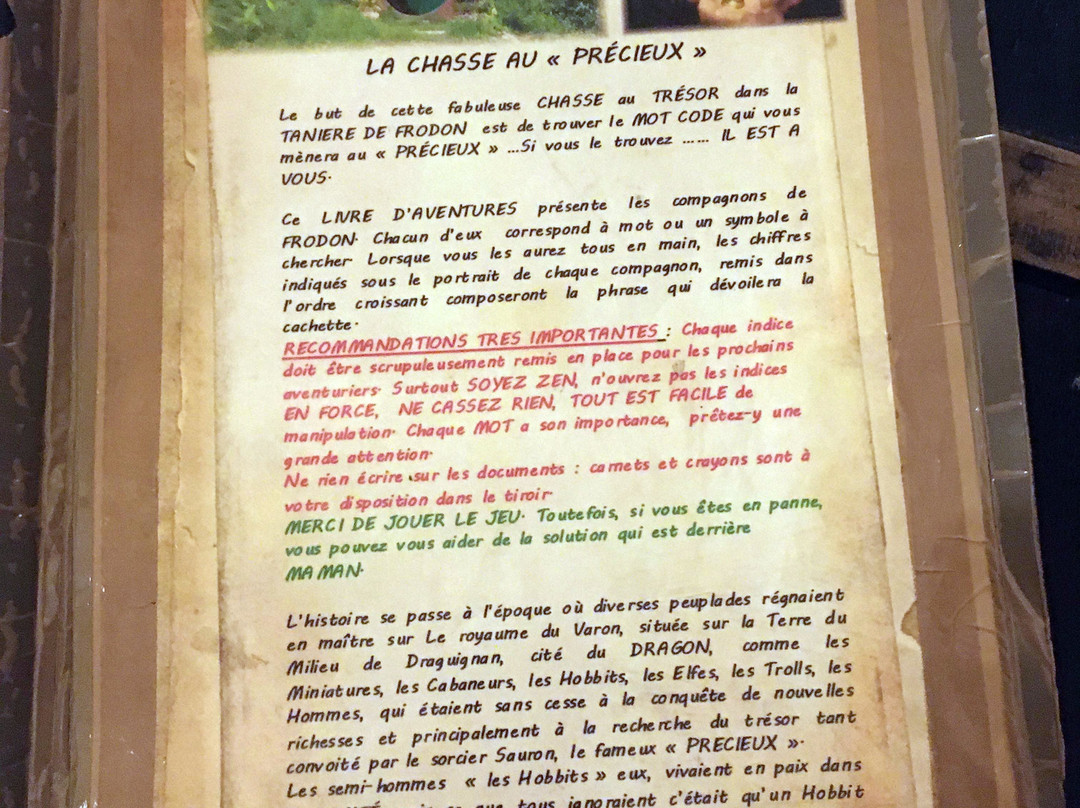 LA CHASSE AU « PRÉCIEUX »
Le but de cette fabuleuse CHASSE au TRÉSOR dans la
TANIERE DE FRODON est de trouver le MOT CODE qui vous
mènera au « PRÉCIEUX » ...Si vous le trouvez ...... IL EST A
VOUS.
Ce LIVRE D'AVENTURES présente les compagnons de
FRODON. Chacun d'eux correspond à mot ou un symbole à
chercher. Lorsque vous les aurez tous en main, les chiffres
indiqués sous le portrait de chaque compagnon, remis dans
l'ordre croissant composeront la phrase qui dévoilera la
cachette.
RECOMMANDATIONS TRES IMPORTANTES : Chaque indice
doit être scrupuleusement remis en place pour les prochains
aventuriers. Surtout SOYEZ ZEN, n'ouvrez pas les indices
EN FORCE, NE CASSEZ RIEN, TOUT EST FACILE de
manipulation. Chaque MOT a son importance, prêtez-y une
grande attention.
Ne rien écrire sur les documents : carnets et crayons sont à
votre disposition dans le tiroir.
MERCI DE JOUER LE JEU. Toutefois, si vous êtes en panne,
vous pouvez vous aider de la solution qui est derrière
MAMAN.
L'histoire se passe à l'époque où diverses peuplades régnaient
en maître sur Le royaume du Varon, située sur la Terre du
Milieu de Draguignan, cité du DRAGON, comme les
Miniatures, les Cabaneurs, les Hobbits, les Elfes, les Trolls, les
Hommes, qui étaient sans cesse à la conquête de nouvelles
richesses et principalement à la recherche du trésor tant
convoité par le sorcier Sauron, le fameux « PRECIEUX ».
Les semi-hommes « les Hobbits » eux, vivaient en paix dans
que tous ignoraient c'était qu'un Hobbit